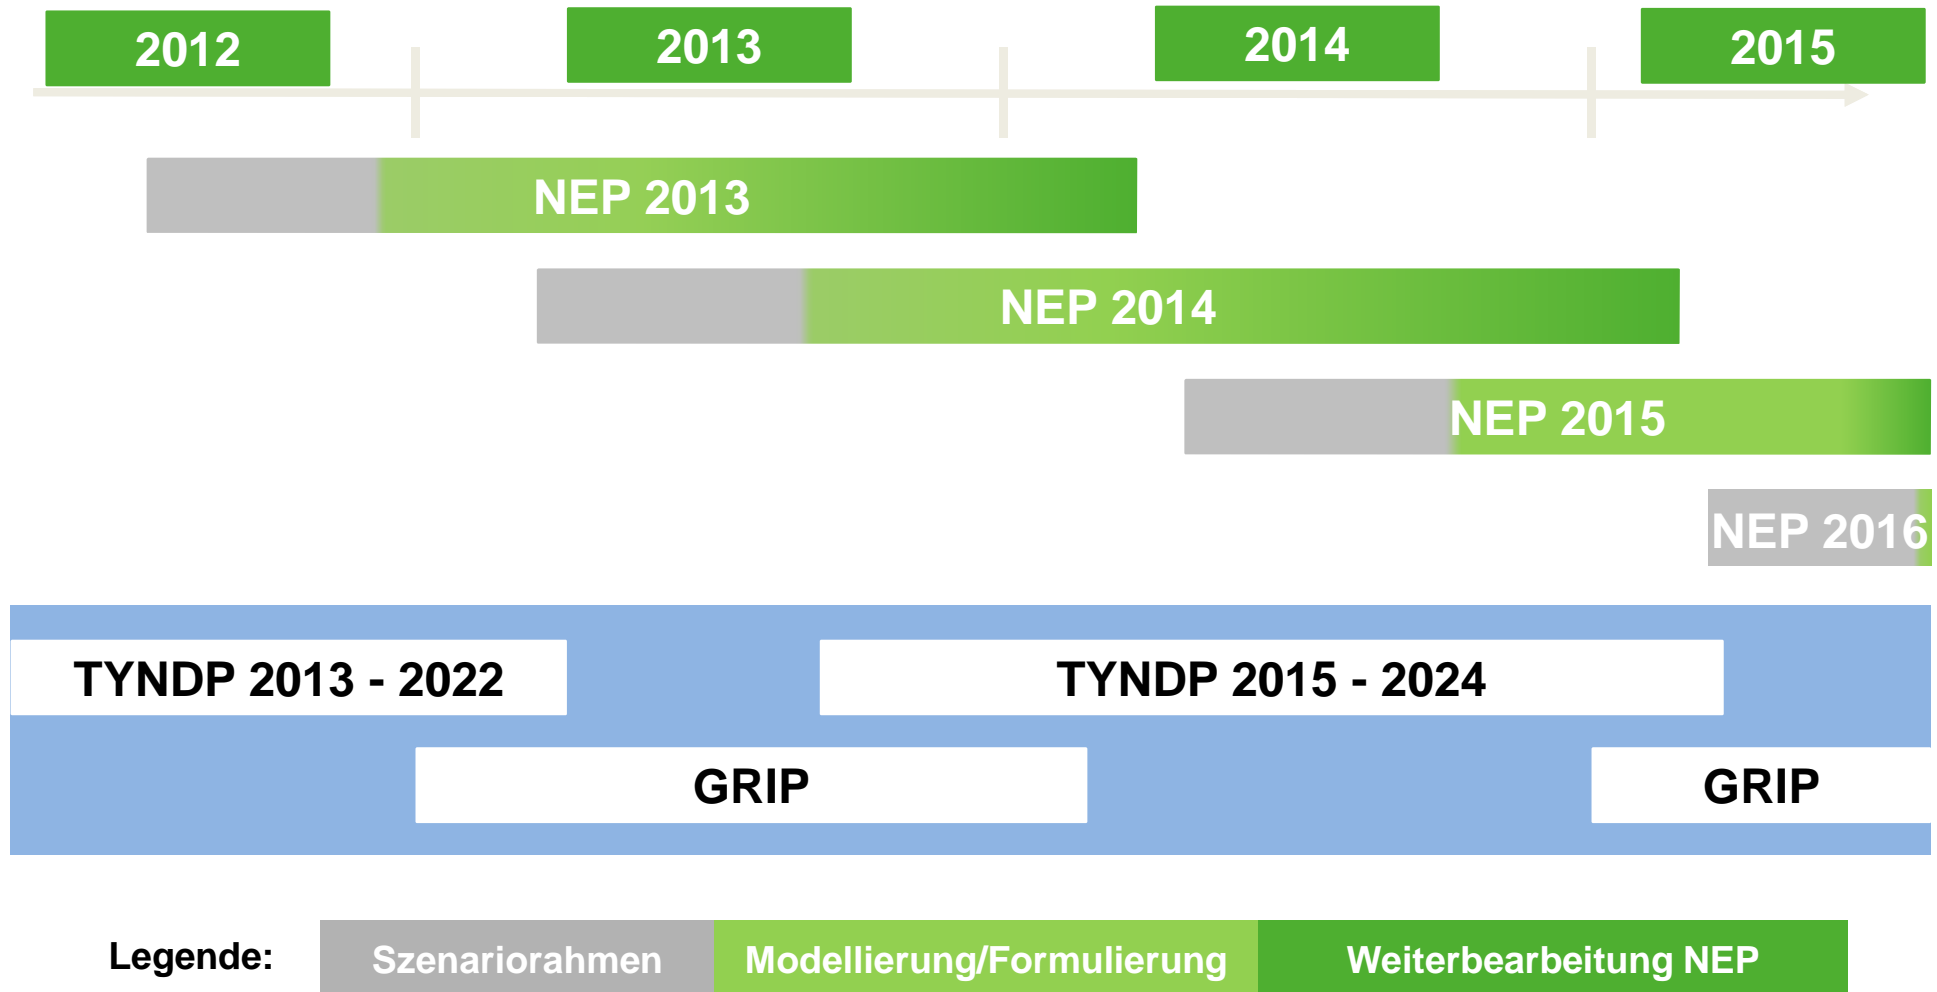 2012 2013 2014 2015
NEP 2013
NEP 2014
NEP 2015
NEP 2016
TYNDP 2013 - 2022 TYNDP 2015 - 2024
GRIP GRIP
Legende: Szenariorahmen Modellierung/Formulierung Weiterbearbeitung NEP